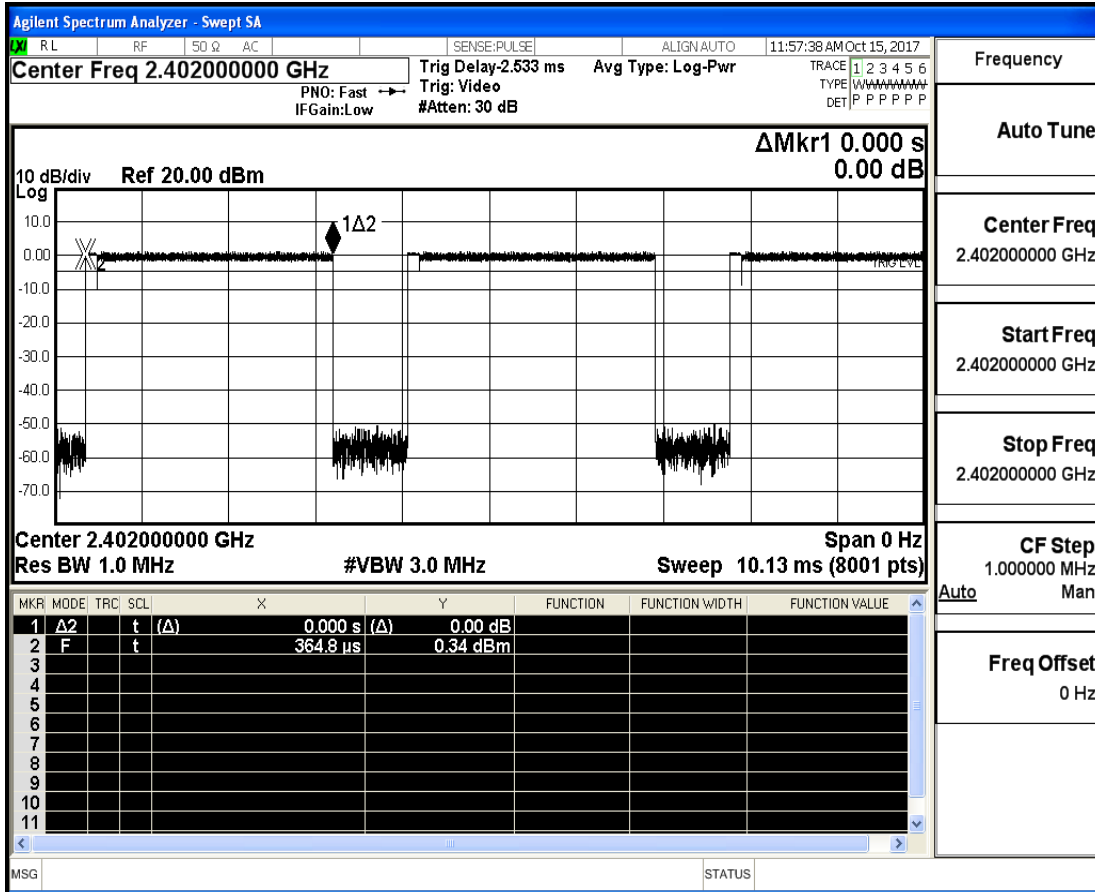 Agilent Spectrum Analyzer - Swept SA
LXI RL RF 50 Ω AC SENSE:PULSE ALIGN AUTO 11:57:38 AM Oct 15, 2017
Center Freq 2.402000000 GHz
PNO: Fast
IFGain:Low
Trig Delay-2.533 ms
Trig: Video
#Atten: 30 dB
Avg Type: Log-Pwr
TRACE 1 2 3 4 5 6
TYPE WWWWWW
DET P P P P P P
ΔMkr1 0.000 s
0.00 dB
10 dB/div Ref 20.00 dBm
Log
10.0
0.00
-10.0
-20.0
-30.0
-40.0
-50.0
-60.0
-70.0
1Δ2
2
TRIG LVL
Center 2.402000000 GHz Span 0 Hz
Res BW 1.0 MHz #VBW 3.0 MHz Sweep 10.13 ms (8001 pts)
MKR MODE TRC SCL X Y FUNCTION FUNCTION WIDTH FUNCTION VALUE
1 Δ2 t (Δ) 0.000 s (Δ) 0.00 dB
2 F t 364.8 µs 0.34 dBm
3
4
5
6
7
8
9
10
11
MSG STATUS
Frequency
Auto Tune
Center Freq
2.402000000 GHz
Start Freq
2.402000000 GHz
Stop Freq
2.402000000 GHz
CF Step
1.000000 MHz
Auto Man
Freq Offset
0 Hz